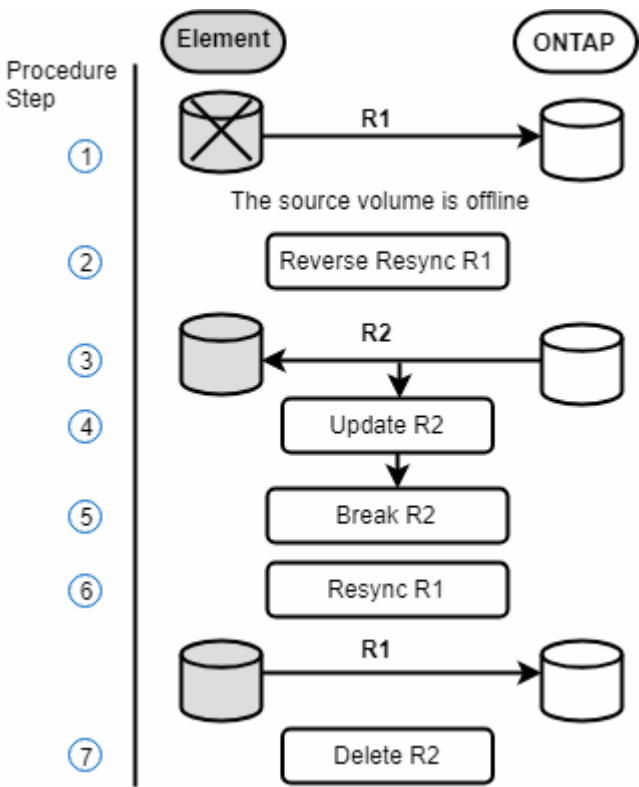 Element
ONTAP
Procedure
Step
R1
1
The source volume is offline
2
Reverse Resync R1
R2
3
4
Update R2
5
Break R2
6
Resync R1
R1
7
Delete R2